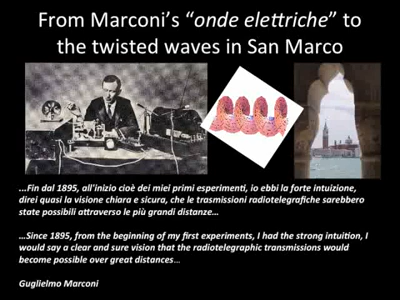 From Marconi's "onde elettriche" to
the twisted waves in San Marco
...Fin dal 1895, all'inizio cioè dei miei primi esperimenti, io ebbi la forte intuizione,
direi quasi la visione chiara e sicura, che le trasmissioni radiotelegrafiche sarebbero
state possibili attraverso le più grandi distanze...
...Since 1895, from the beginning of my first experiments, I had the strong intuition, I
would say a clear and sure vision that the radiotelegraphic transmissions would
become possible over great distances...
Guglielmo Marconi